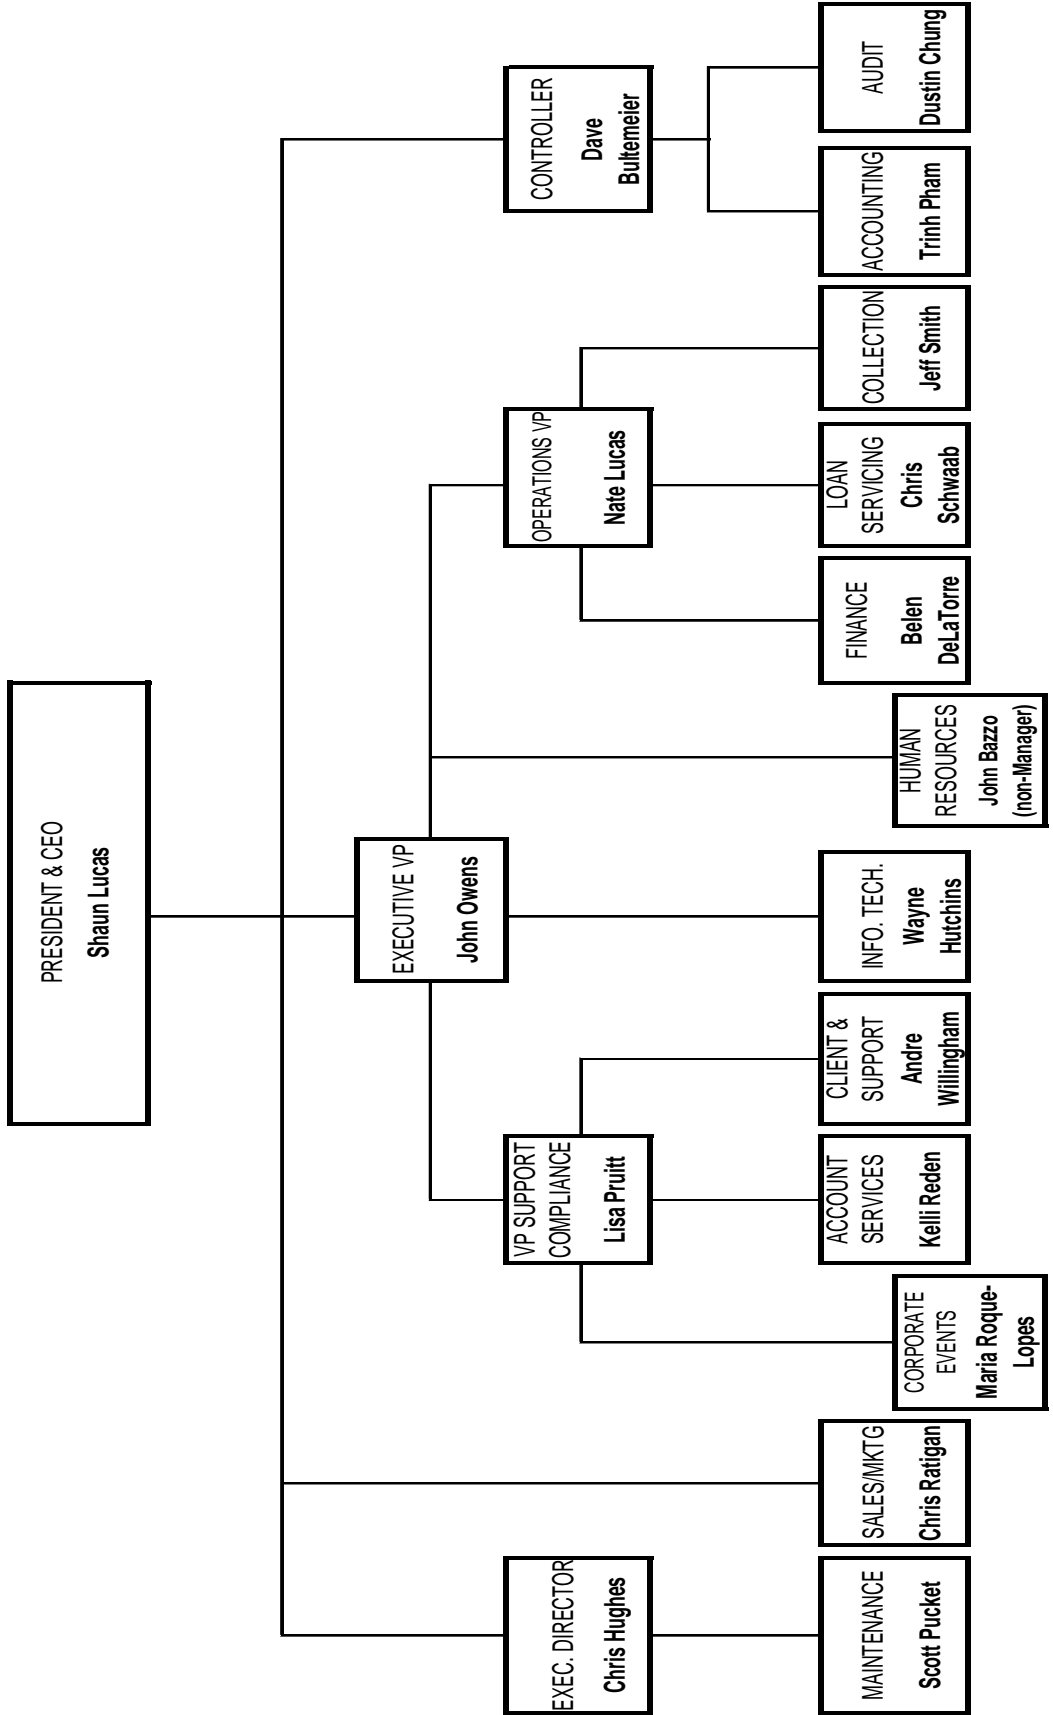 PRESIDENT & CEO
Shaun Lucas
EXECUTIVE VP
John Owens
EXEC. DIRECTOR
Chris Hughes
VP SUPPORT
COMPLIANCE
Lisa Pruitt
OPERATIONS VP
Nate Lucas
CONTROLLER
Dave
Bultemeier
MAINTENANCE
Scott Pucket
SALES/MKTG
Chris Ratigan
CORPORATE
EVENTS
Maria Roque-
Lopes
ACCOUNT
SERVICES
Kelli Reden
CLIENT &
SUPPORT
Andre
Willingham
INFO. TECH.
Wayne
Hutchins
HUMAN
RESOURCES
John Bazzo
(non-Manager)
FINANCE
Belen
DeLaTorre
LOAN
SERVICING
Chris
Schwaab
COLLECTION
Jeff Smith
ACCOUNTING
Trinh Pham
AUDIT
Dustin Chung